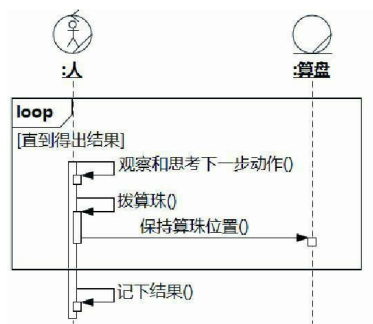 :人
:算盘
loop
[直到得出结果]
观察和思考下一步动作()
拨算珠()
保持算珠位置()
记下结果()